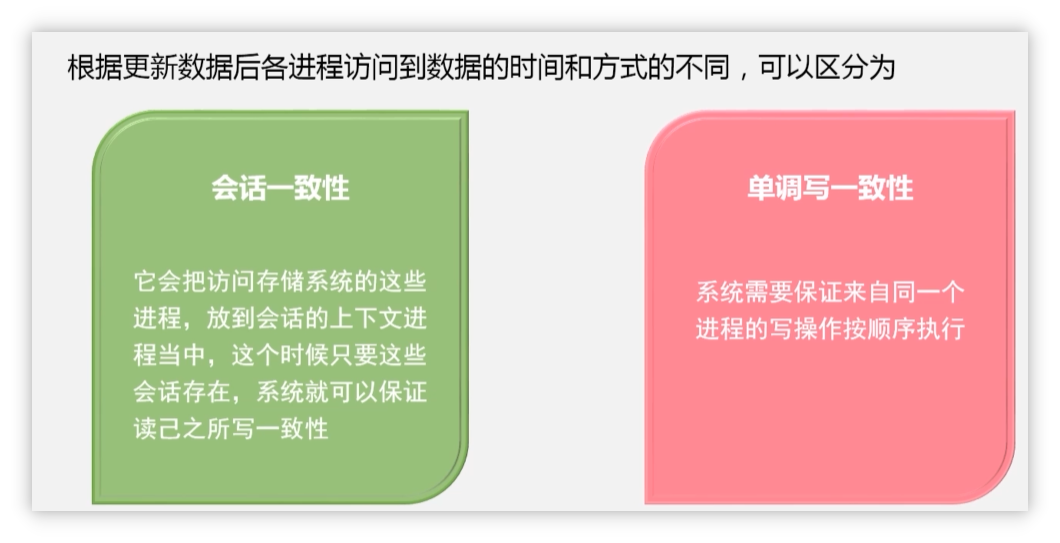 根据更新数据后各进程访问到数据的时间和方式的不同，可以区分为
会话一致性
它会把访问存储系统的这些
进程，放到会话的上下文进
程当中，这个时候只要这些
会话存在，系统就可以保证
读己之所写一致性
单调写一致性
系统需要保证来自同一个
进程的写操作按顺序执行